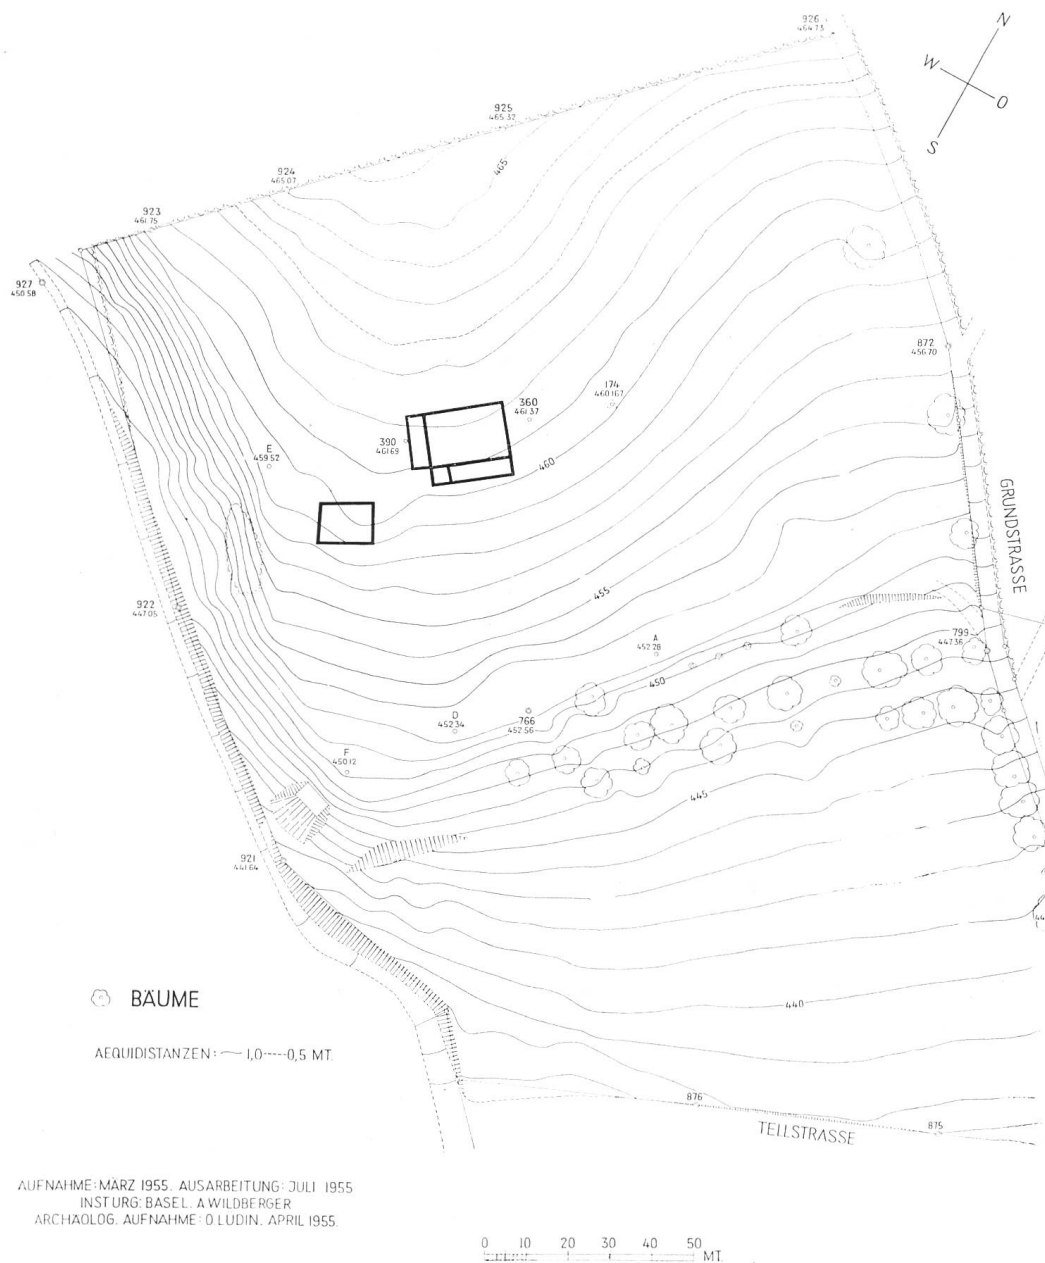 926
464.73
N
W
O
S
925
465.32
465
924
465.07
923
461.75
927
450.58
872
456.70
174
460.167
360
461.37
390
461.69
E
459.52
460
GRUNDSTRASSE
455
922
447.05
A
452.28
799
447.36
450
D
452.34
766
452.56
F
450.12
445
921
441.64
44
440
BÄUME
AEQUIDISTANZEN: 1,0 0,5 MT.
876
875
TELLSTRASSE
AUFNAHME: MÄRZ 1955. AUSARBEITUNG: JULI 1955
INST URG: BASEL. A WILDBERGER
ARCHÄOLOG. AUFNAHME: O. LUDIN. APRIL 1955.
0 10 20 30 40 50
MT.